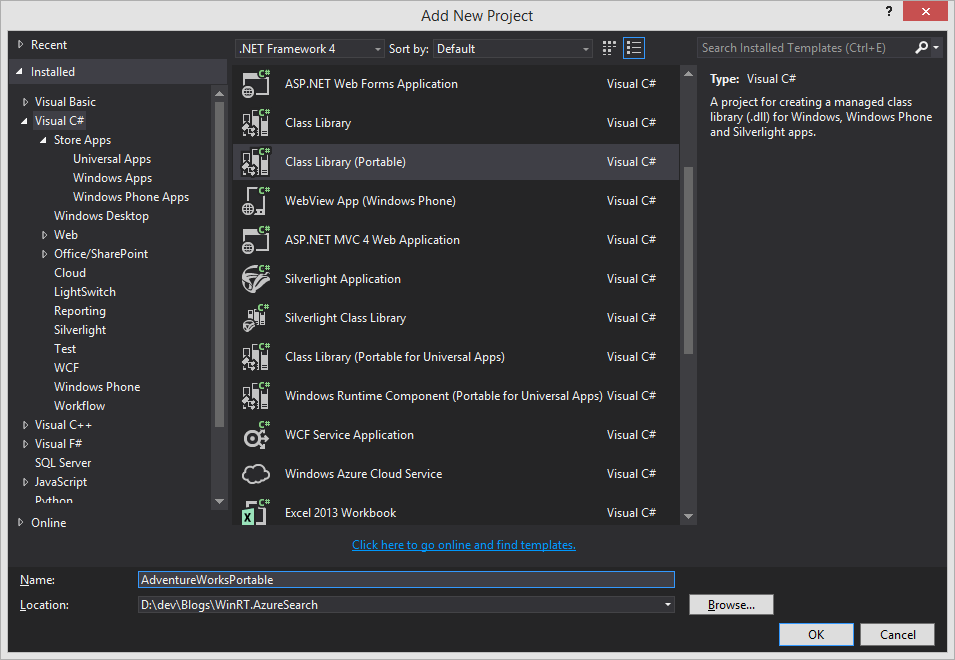 Add New Project
?
Recent
Installed
Visual Basic
Visual C#
Store Apps
Universal Apps
Windows Apps
Windows Phone Apps
Windows Desktop
Web
Office/SharePoint
Cloud
LightSwitch
Reporting
Silverlight
Test
WCF
Windows Phone
Workflow
Visual C++
Visual F#
SQL Server
JavaScript
Python
Online
.NET Framework 4 Sort by: Default
C# ASP.NET Web Forms Application Visual C#
C# Class Library Visual C#
C# Class Library (Portable) Visual C#
C# WebView App (Windows Phone) Visual C#
C# ASP.NET MVC 4 Web Application Visual C#
C# Silverlight Application Visual C#
C# Silverlight Class Library Visual C#
C# Class Library (Portable for Universal Apps) Visual C#
C# Windows Runtime Component (Portable for Universal Apps) Visual C#
C# WCF Service Application Visual C#
Windows Azure Cloud Service Visual C#
C# Excel 2013 Workbook Visual C#
Click here to go online and find templates.
Search Installed Templates (Ctrl+E)
Type: Visual C#
A project for creating a managed class
library (.dll) for Windows, Windows Phone
and Silverlight apps.
Name: AdventureWorksPortable
Location: D:\dev\Blogs\WinRT.AzureSearch
Browse...
OK Cancel